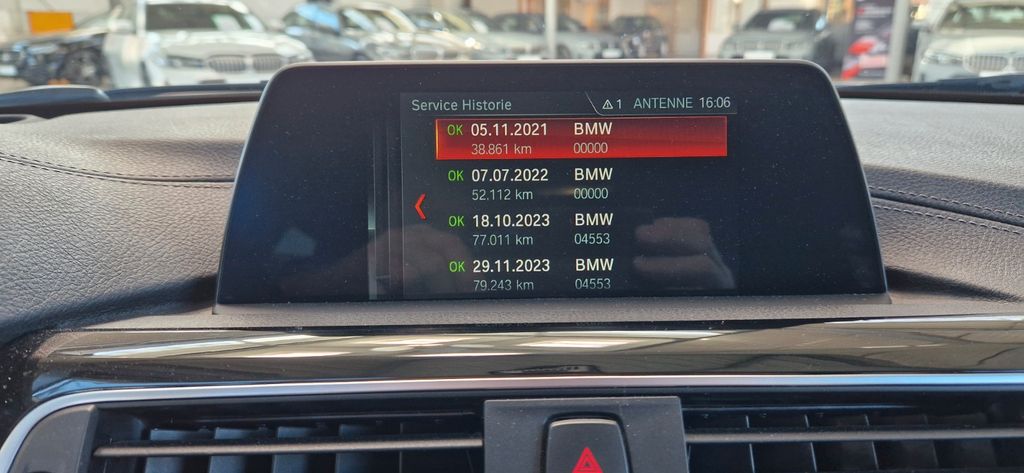 Service Historie 1 ANTENNE 16:06
OK 05.11.2021 BMW
38.861 km 00000
OK 07.07.2022 BMW
52.112 km 00000
OK 18.10.2023 BMW
77.011 km 04553
OK 29.11.2023 BMW
79.243 km 04553